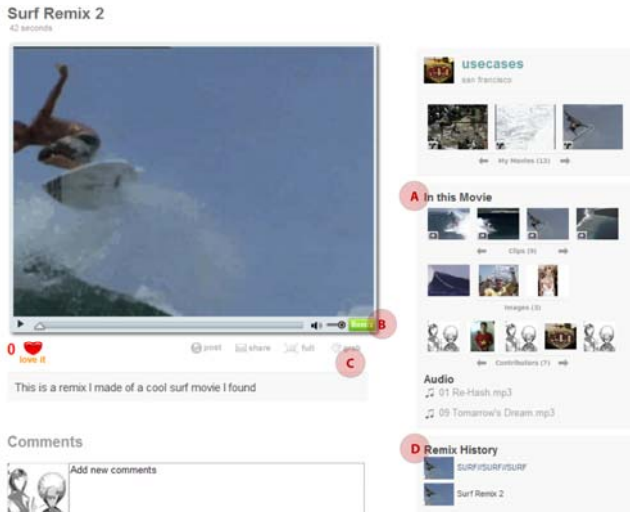 Surf Remix 2
42 seconds
B
0
love it
post share full grab
C
This is a remix I made of a cool surf movie I found
Comments
Add new comments
usecases
san francisco
My Movies (13)
A In this Movie
Clips (9)
Images (3)
Contributors (7)
Audio
01 Re-Hash.mp3
09 Tomorrow's Dream.mp3
D Remix History
SURF//SURF//SURF
Surf Remix 2